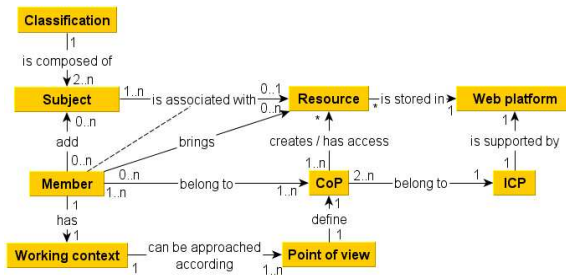 Classification
1
is composed of
2..n
Subject 1..n is associated with 0..1 Resource * is stored in 1 Web platform
0..n 0..n * 1
add brings creates / has access is supported by
0..n 1..n 1
Member 0..n belong to 1..n CoP 2..n belong to 1 ICP
1 1..n 1
has define
1 1
Working context 1 can be approached according 1..n Point of view